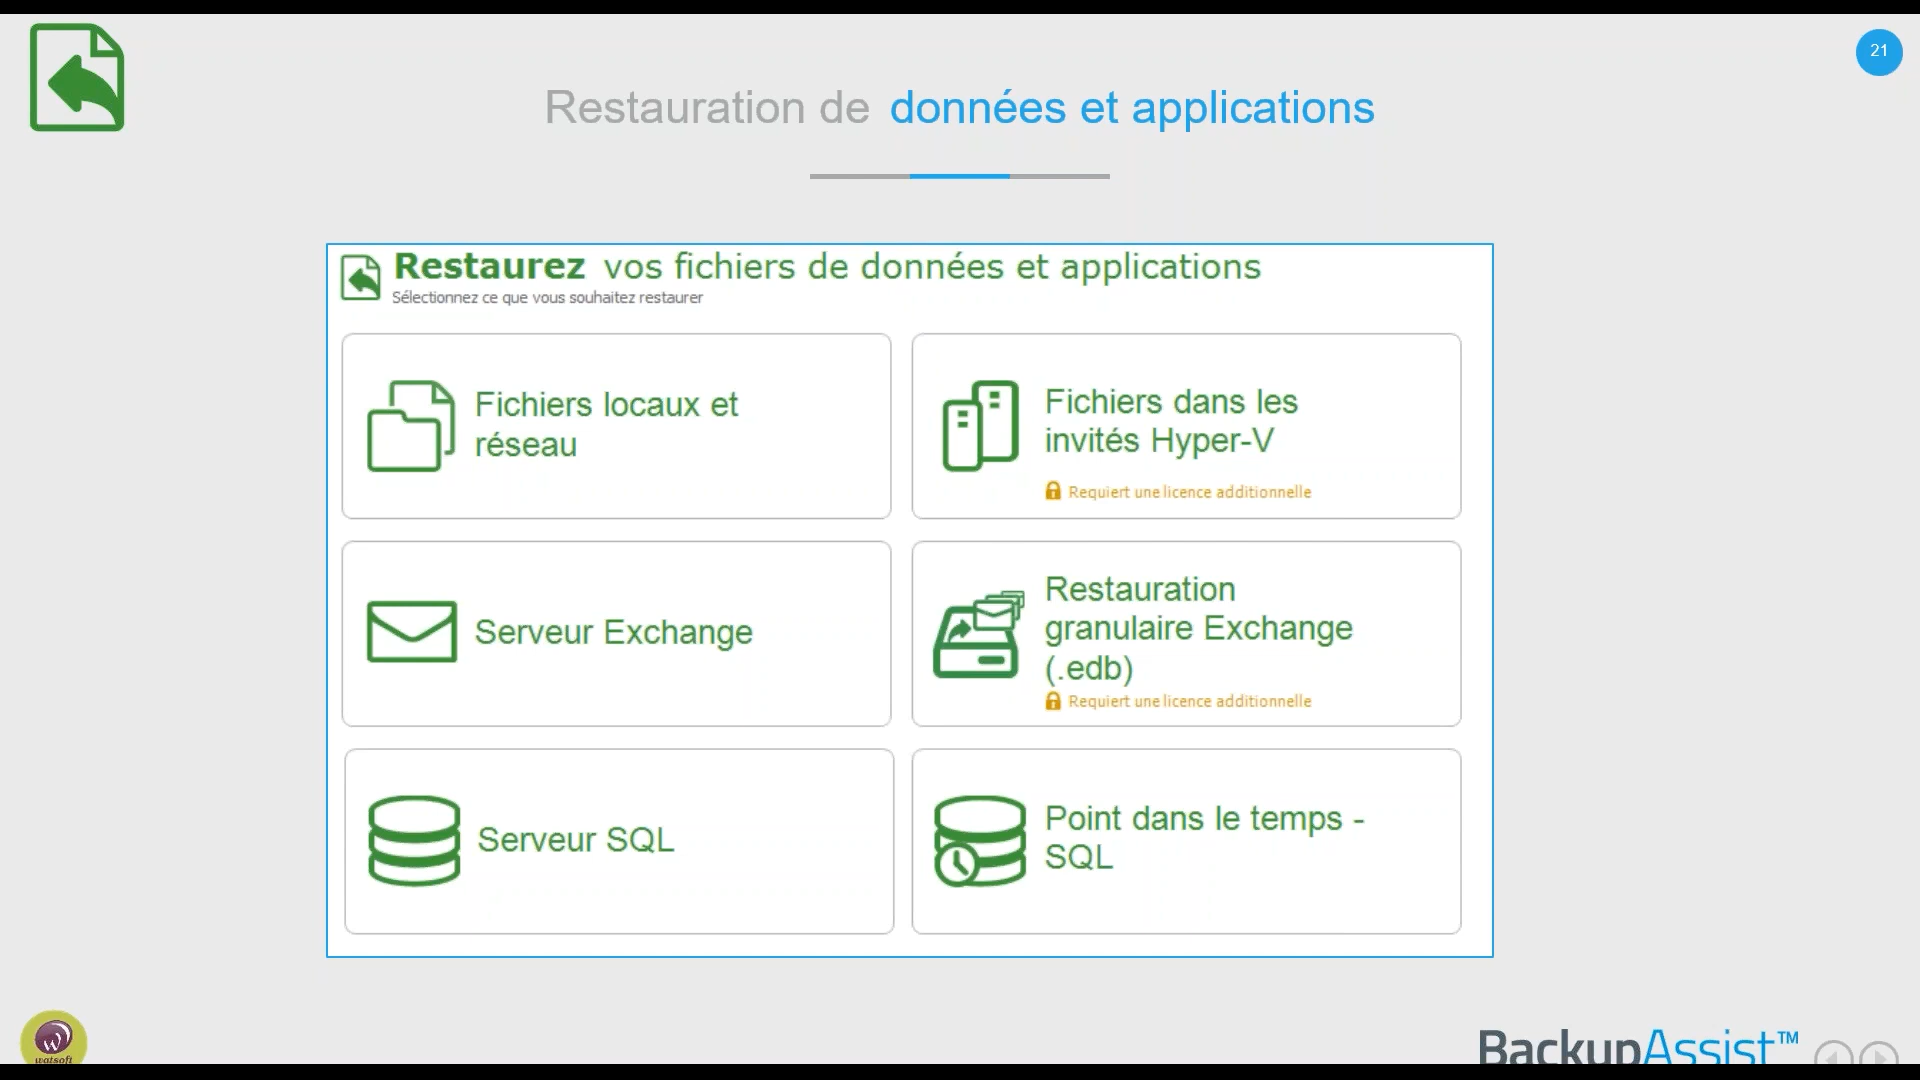 21
Restauration de données et applications
Restaurez vos fichiers de données et applications
Sélectionnez ce que vous souhaitez restaurer
Fichiers locaux et
réseau
Fichiers dans les
invités Hyper-V
Requiert une licence additionnelle
Serveur Exchange
Restauration
granulaire Exchange
(.edb)
Requiert une licence additionnelle
Serveur SQL
Point dans le temps -
SQL
watsoft
BackupAssist™